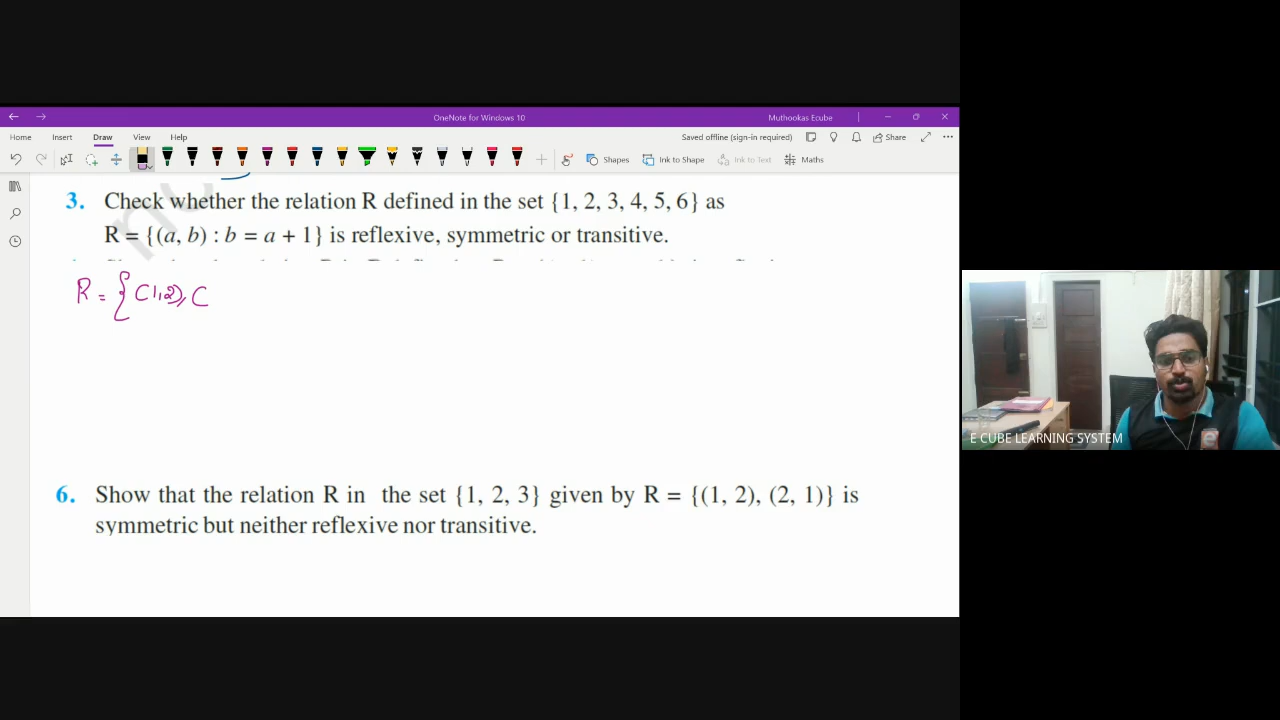 OneNote for Windows 10
Muthookas Ecube
Home Insert Draw View Help
Saved offline (sign-in required)
Share
Shapes
Ink to Shape
Ink to Text
Maths
3. Check whether the relation R defined in the set {1, 2, 3, 4, 5, 6} as
R = {(a, b) : b = a + 1} is reflexive, symmetric or transitive.
R = { (1,2), (
6. Show that the relation R in the set {1, 2, 3} given by R = {(1, 2), (2, 1)} is
symmetric but neither reflexive nor transitive.
E CUBE LEARNING SYSTEM